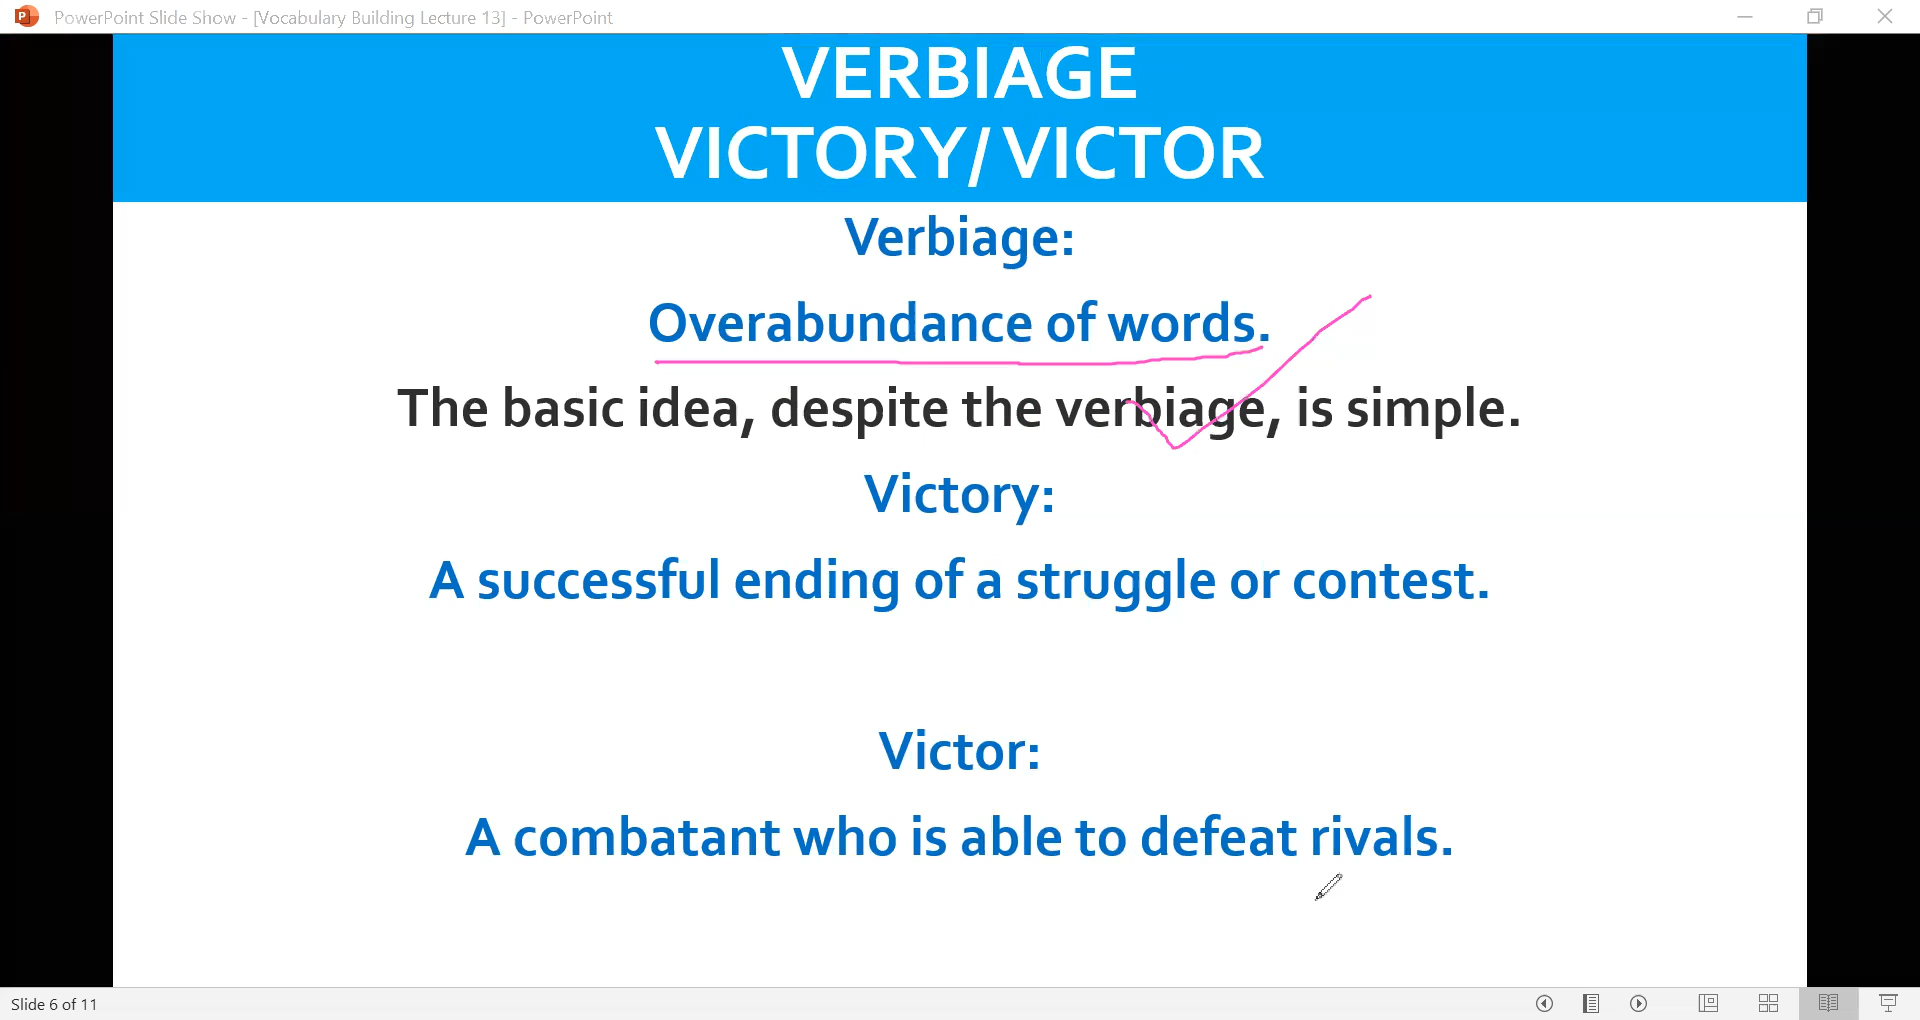 PowerPoint Slide Show - [Vocabulary Building Lecture 13] - PowerPoint
VERBIAGE
VICTORY/ VICTOR
Verbiage:
Overabundance of words.
The basic idea, despite the verbiage, is simple.
Victory:
A successful ending of a struggle or contest.
Victor:
A combatant who is able to defeat rivals.
Slide 6 of 11